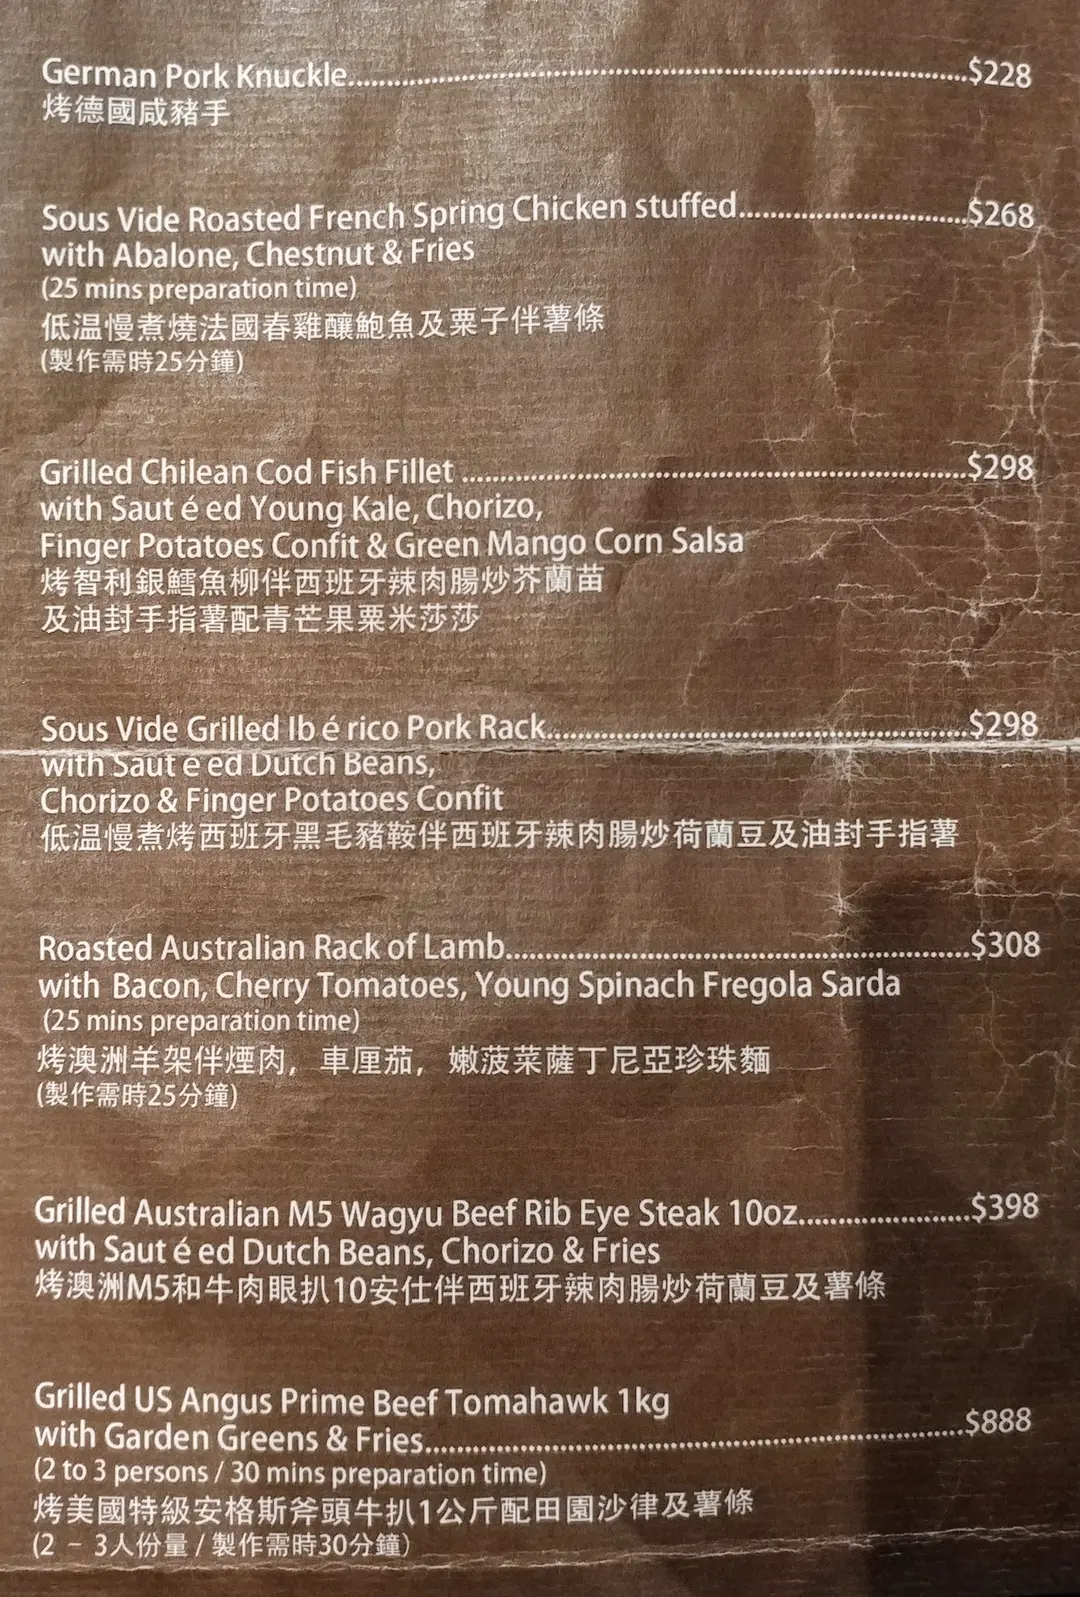 German Pork Knuckle..........$228
烤德國咸豬手
Sous Vide Roasted French Spring Chicken stuffed..........$268
with Abalone, Chestnut & Fries
(25 mins preparation time)
低温慢煮燒法國春雞釀鮑魚及粟子伴薯條
(製作需時25分鐘)
Grilled Chilean Cod Fish Fillet ..........$298
with Saut é ed Young Kale, Chorizo,
Finger Potatoes Confit & Green Mango Corn Salsa
烤智利銀鱈魚柳伴西班牙辣肉腸炒芥蘭苗
及油封手指薯配青芒果粟米莎莎
Sous Vide Grilled Ib é rico Pork Rack..........$298
with Saut é ed Dutch Beans,
Chorizo & Finger Potatoes Confit
低温慢煮烤西班牙黑毛豬鞍伴西班牙辣肉腸炒荷蘭豆及油封手指薯
Roasted Australian Rack of Lamb..........$308
with Bacon, Cherry Tomatoes, Young Spinach Fregola Sarda
(25 mins preparation time)
烤澳洲羊架伴煙肉，車厘茄，嫩菠菜薩丁尼亞珍珠麵
(製作需時25分鐘)
Grilled Australian M5 Wagyu Beef Rib Eye Steak 10oz..........$398
with Saut é ed Dutch Beans, Chorizo & Fries
烤澳洲M5和牛肉眼扒10安仕伴西班牙辣肉腸炒荷蘭豆及薯條
Grilled US Angus Prime Beef Tomahawk 1kg
with Garden Greens & Fries..........$888
(2 to 3 persons / 30 mins preparation time)
烤美國特級安格斯斧頭牛扒1公斤配田園沙律及薯條
(2 － 3人份量 / 製作需時30分鐘)